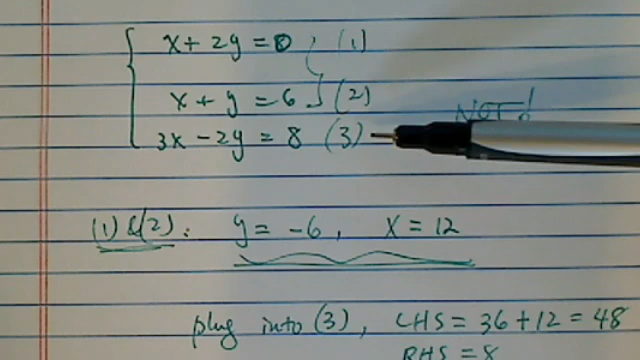 x + 2y = 0, (1)
x + y = 6 (2)
3x - 2y = 8 (3)
NOT!
(1) & (2): y = -6, x = 12
plug into (3), LHS = 36 + 12 = 48
RHS = 8